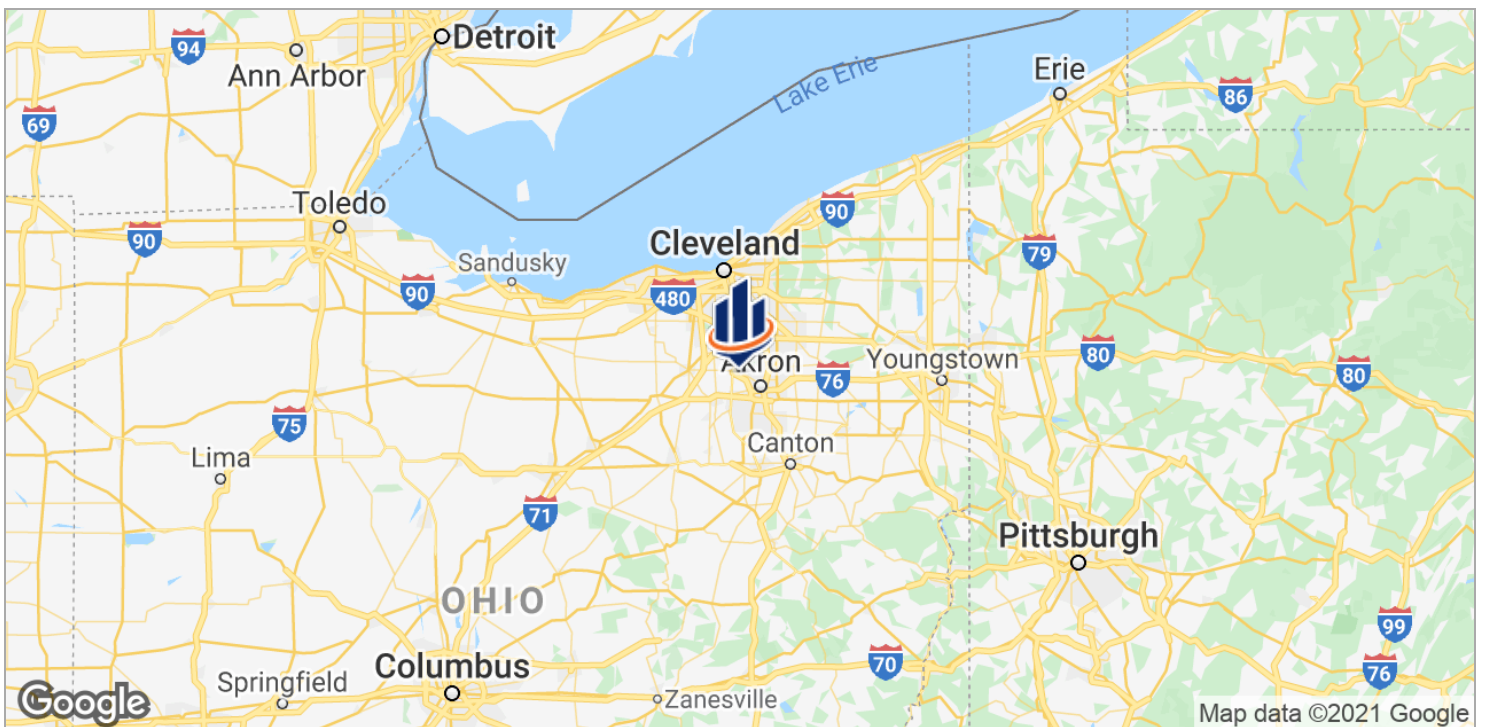 Detroit
94
Ann Arbor
Erie
Lake Erie
86
69
Toledo
90
90
Cleveland
79
Sandusky
90
480
Akron
Youngstown
80
76
80
75
Canton
Lima
71
Pittsburgh
OHIO
99
Columbus
70
76
Springfield
Zanesville
Google
Map data ©2021 Google